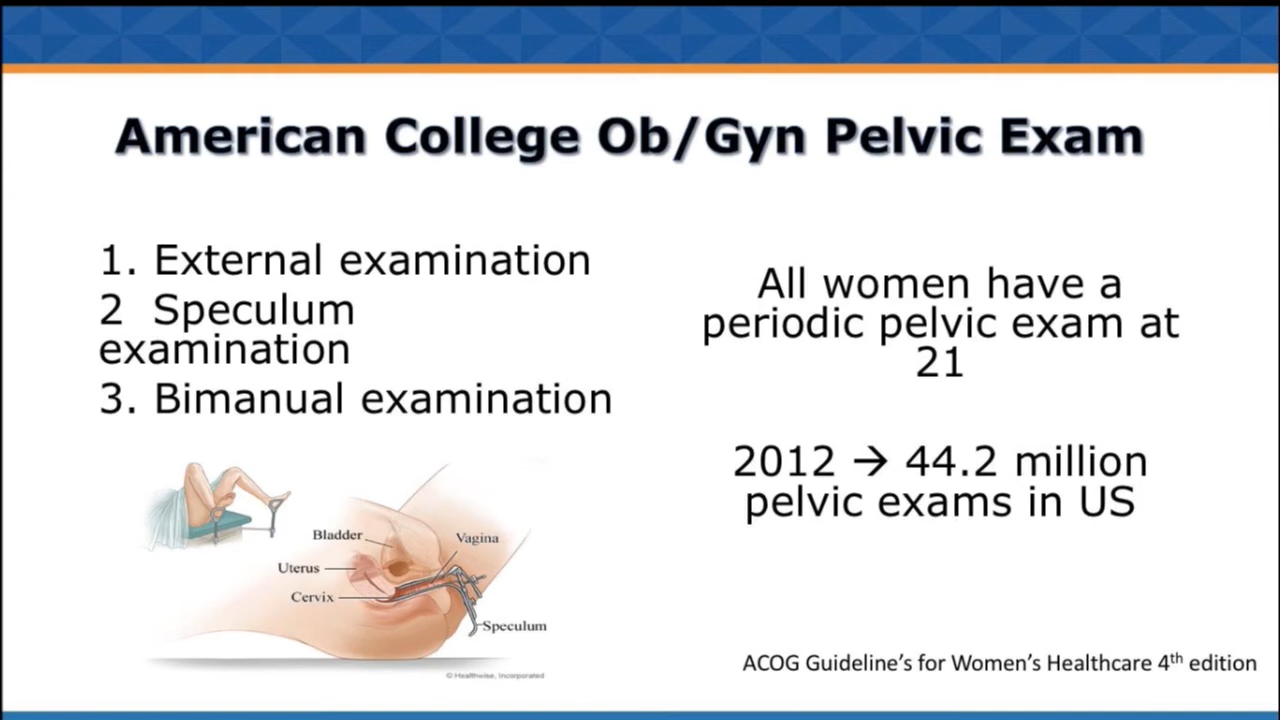 American College Ob/Gyn Pelvic Exam
1. External examination
2  Speculum
examination
3. Bimanual examination
All women have a
periodic pelvic exam at
21
2012 → 44.2 million
pelvic exams in US
Bladder
Vagina
Uterus
Cervix
Speculum
© Healthwise, Incorporated
ACOG Guideline's for Women's Healthcare 4th edition